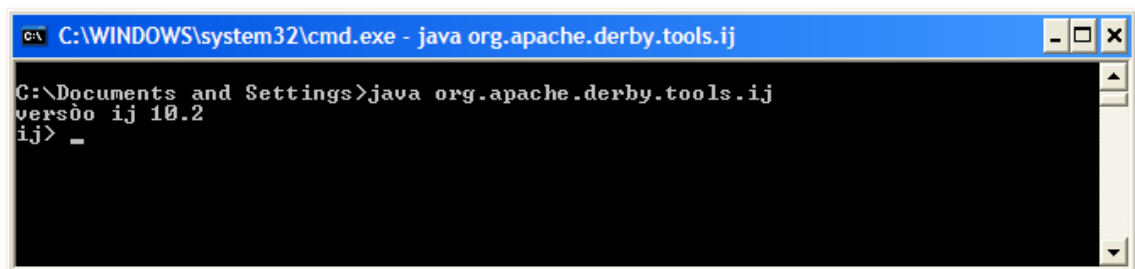 C:\WINDOWS\system32\cmd.exe - java org.apache.derby.tools.ij
C:\Documents and Settings>java org.apache.derby.tools.ij
versòo ij 10.2
ij> _